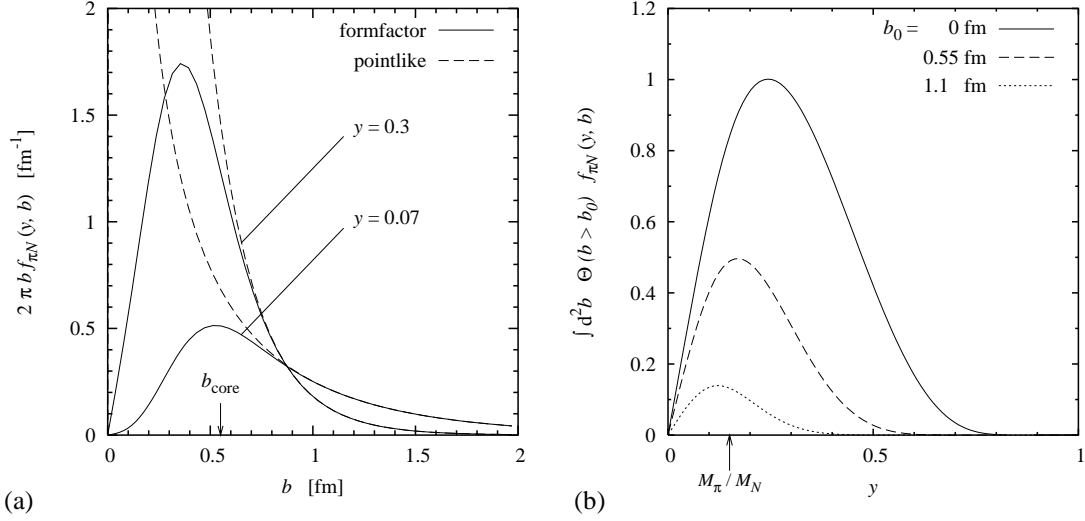 2 π b f_πN (y, b) [fm⁻¹]
2
1.5
1
0.5
0
formfactor
pointlike
y = 0.3
y = 0.07
b_core
0 0.5 1 1.5 2
b [fm]
(a)
∫ d²b Θ (b > b₀) f_πN (y, b)
1.2
1
0.8
0.6
0.4
0.2
0
b₀ = 0 fm
0.55 fm
1.1 fm
0 0.5 1
M_π / M_N
y
(b)